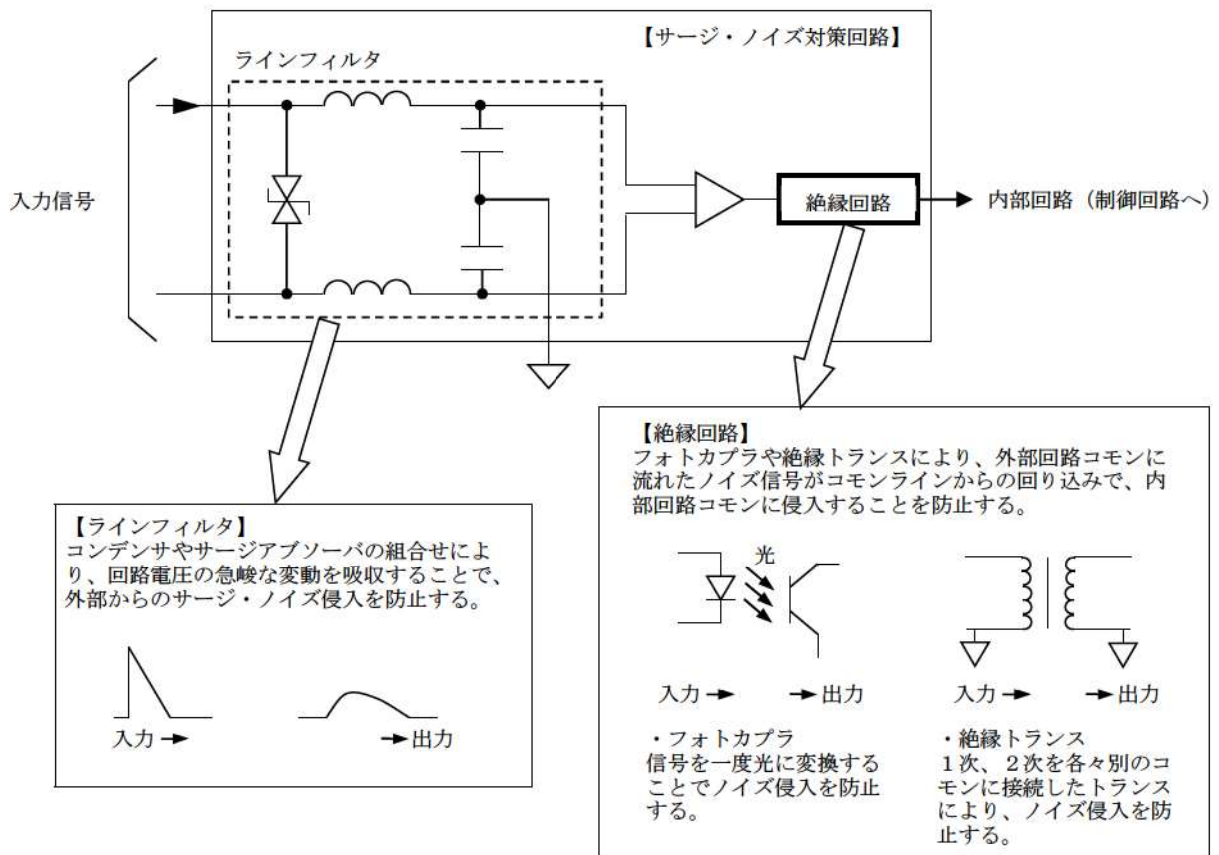 【サージ・ノイズ対策回路】
ラインフィルタ
入力信号
絶縁回路
内部回路（制御回路へ）
【ラインフィルタ】
コンデンサやサージアブソーバの組合せによ
り、回路電圧の急峻な変動を吸収することで、
外部からのサージ・ノイズ侵入を防止する。
入力
出力
【絶縁回路】
フォトカプラや絶縁トランスにより、外部回路コモンに
流れたノイズ信号がコモンラインからの回り込みで、内
部回路コモンに侵入することを防止する。
光
入力
出力
入力
出力
・フォトカプラ
信号を一度光に変換する
ことでノイズ侵入を防止
する。
・絶縁トランス
１次、２次を各々別のコ
モンに接続したトランス
により、ノイズ侵入を防
止する。